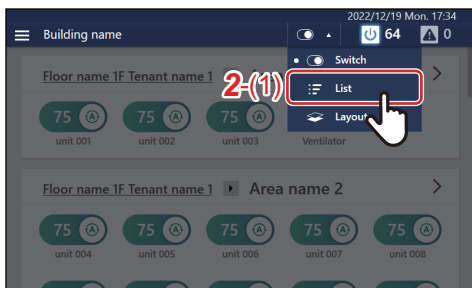 2022/12/19 Mon. 17:34
Building name
64
0
Switch
List
Layout
2-(1)
Floor name 1F Tenant name 1
75
75
75
unit 001
unit 002
unit 003
Ventilator
Floor name 1F Tenant name 1 Area name 2
75
75
75
75
75
unit 004
unit 005
unit 006
unit 007
unit 008